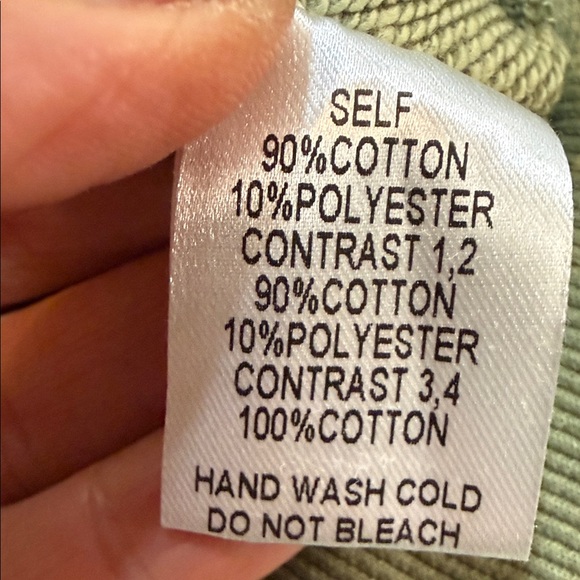 SELF
90%COTTON
10%POLYESTER
CONTRAST 1,2
90%COTTON
10%POLYESTER
CONTRAST 3,4
100%COTTON
HAND WASH COLD
DO NOT BLEACH